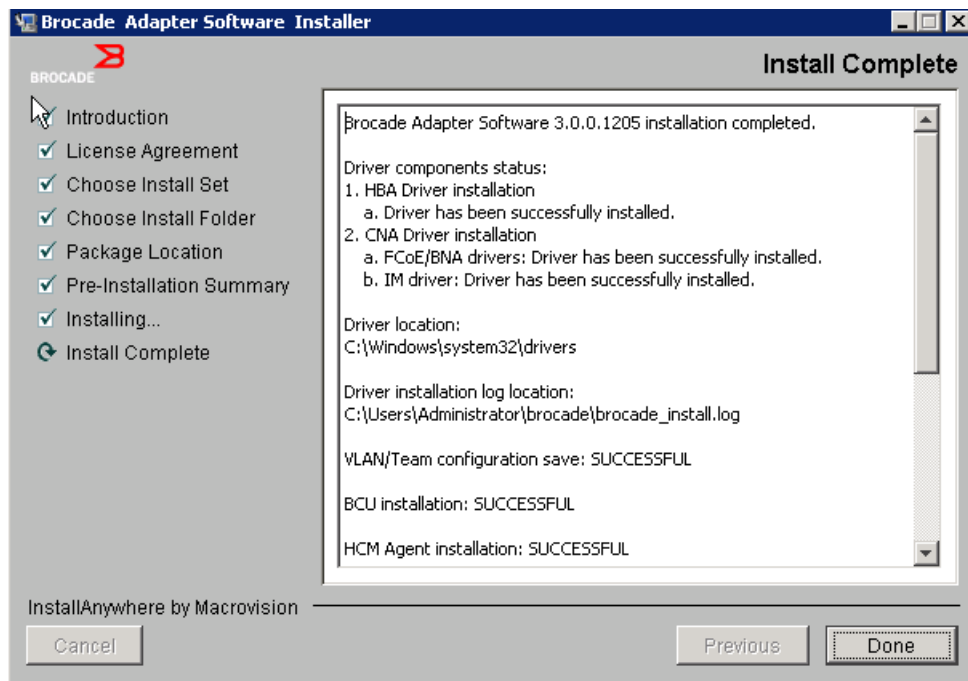 Brocade Adapter Software Installer
BROCADE
Install Complete
Introduction
License Agreement
Choose Install Set
Choose Install Folder
Package Location
Pre-Installation Summary
Installing...
Install Complete
Brocade Adapter Software 3.0.0.1205 installation completed.
Driver components status:
1. HBA Driver installation
a. Driver has been successfully installed.
2. CNA Driver installation
a. FCoE/BNA drivers: Driver has been successfully installed.
b. IM driver: Driver has been successfully installed.
Driver location:
C:\Windows\system32\drivers
Driver installation log location:
C:\Users\Administrator\brocade\brocade_install.log
VLAN/Team configuration save: SUCCESSFUL
BCU installation: SUCCESSFUL
HCM Agent installation: SUCCESSFUL
InstallAnywhere by Macrovision
Cancel
Previous
Done